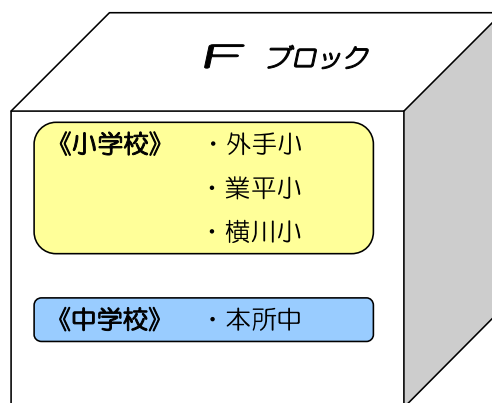 F ブロック
《小学校》 ・外手小
・業平小
・横川小
《中学校》 ・本所中